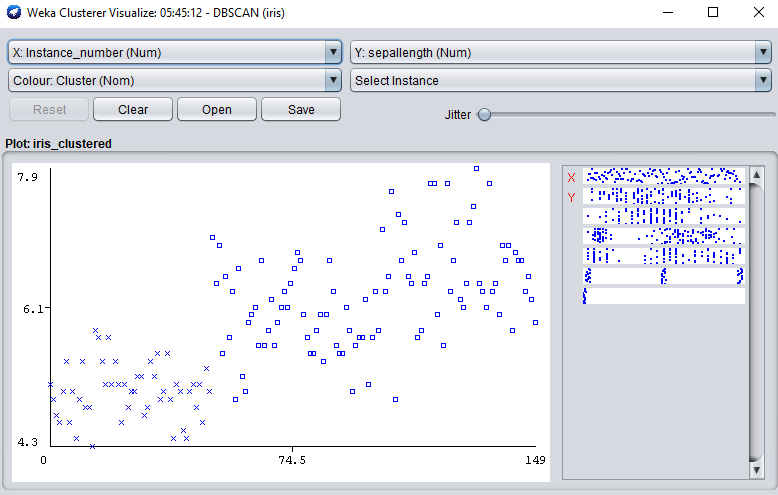 Weka Clusterer Visualize: 05:45:12 - DBSCAN (iris)
X: Instance_number (Num) Y: sepallength (Num)
Colour: Cluster (Nom) Select Instance
Reset Clear Open Save Jitter
Plot: iris_clustered
7.9
6.1
4.3
0 74.5 149
X
Y